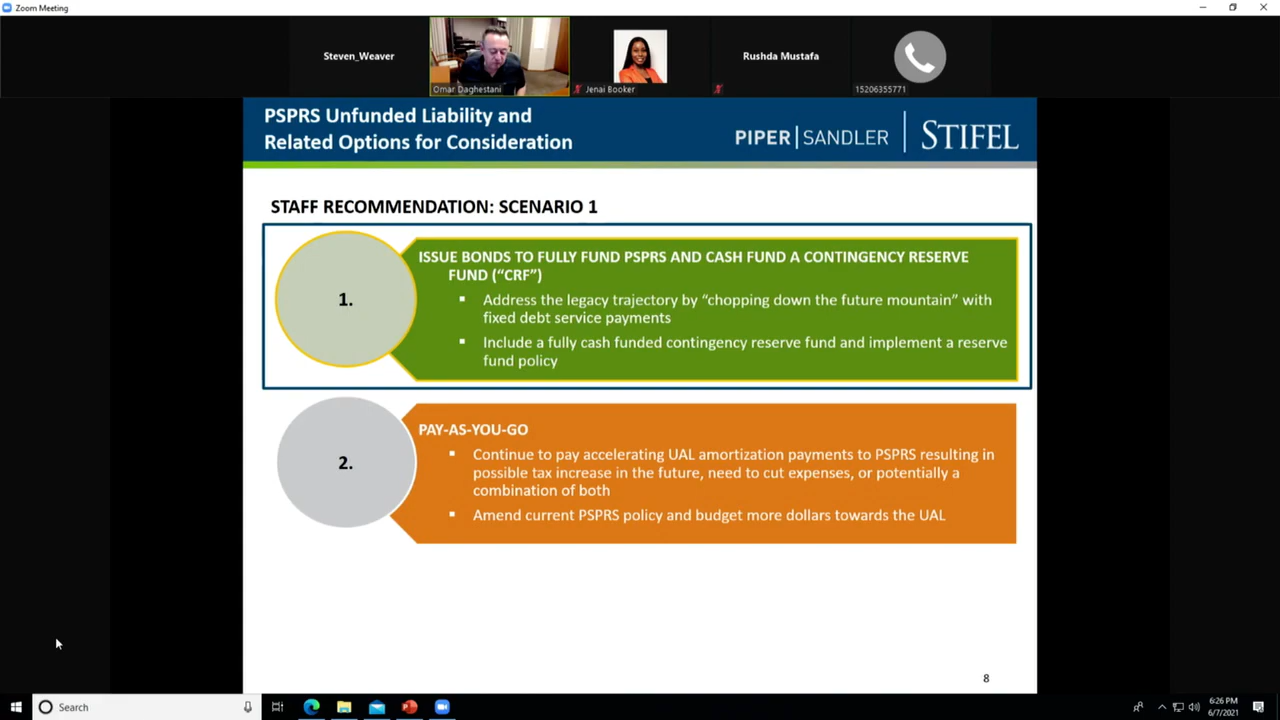 Zoom Meeting
Steven_Weaver
Omar Daghestani
Jenai Booker
Rushda Mustafa
15206355771
PSPRS Unfunded Liability and
Related Options for Consideration
PIPER|SANDLER
STIFEL
STAFF RECOMMENDATION: SCENARIO 1
1.
ISSUE BONDS TO FULLY FUND PSPRS AND CASH FUND A CONTINGENCY RESERVE
FUND (“CRF”)
Address the legacy trajectory by “chopping down the future mountain” with
fixed debt service payments
Include a fully cash funded contingency reserve fund and implement a reserve
fund policy
2.
PAY-AS-YOU-GO
Continue to pay accelerating UAL amortization payments to PSPRS resulting in
possible tax increase in the future, need to cut expenses, or potentially a
combination of both
Amend current PSPRS policy and budget more dollars towards the UAL
8
Search
6:26 PM
6/7/2021